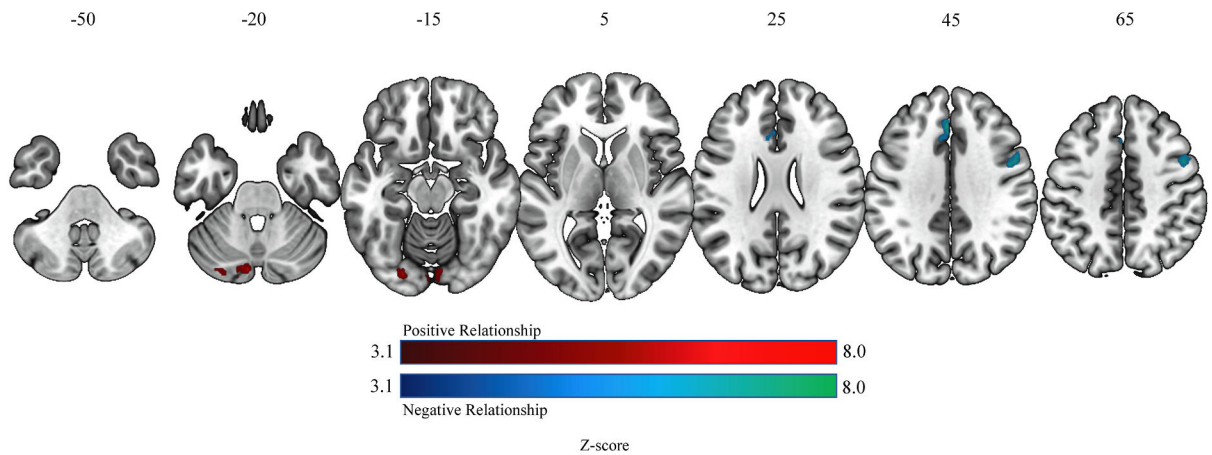 -50 -20 -15 5 25 45 65
Positive Relationship
3.1 8.0
3.1 8.0
Negative Relationship
Z-score